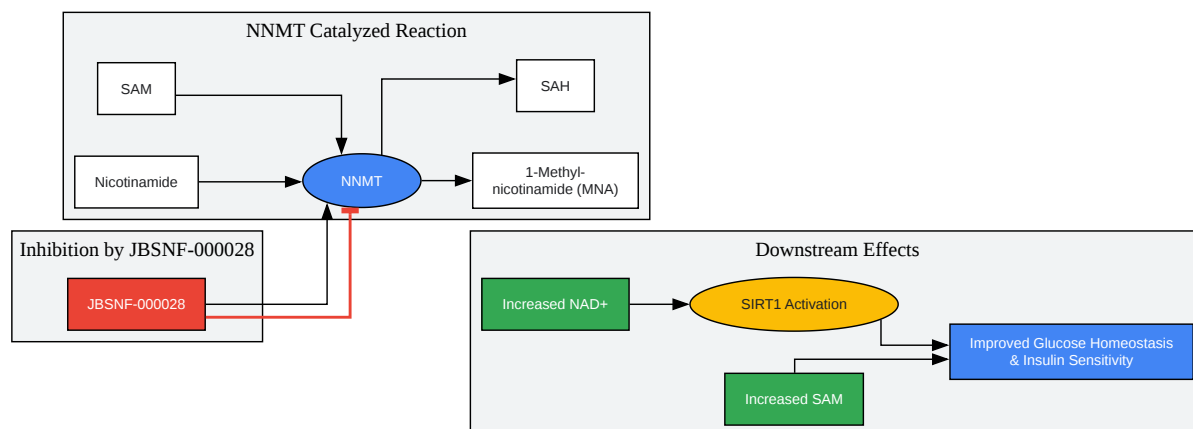 NNMT Catalyzed Reaction
SAM
SAH
Nicotinamide
NNMT
1-Methyl-
nicotinamide (MNA)
Inhibition by JBSNF-000028
JBSNF-000028
Downstream Effects
Increased NAD+
SIRT1 Activation
Improved Glucose Homeostasis
& Insulin Sensitivity
Increased SAM